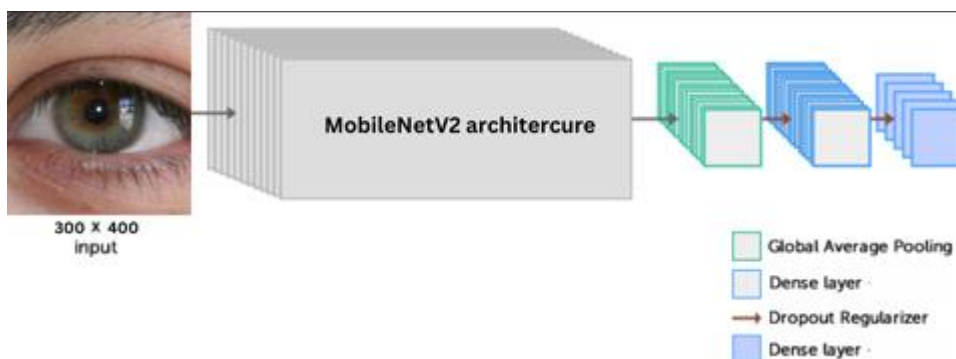 MobileNetV2 architercure
300 x 400
input
Global Average Pooling
Dense layer
Dropout Regularizer
Dense layer